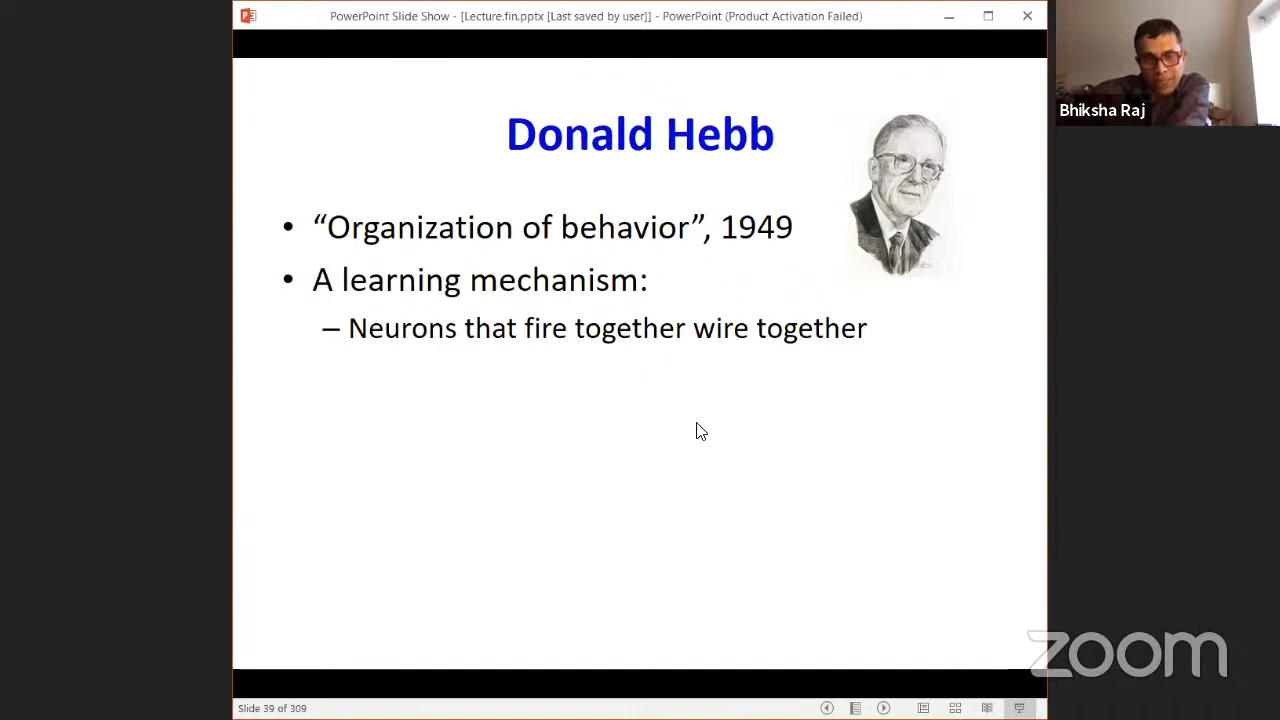 PowerPoint Slide Show - [Lecture.fin.pptx [Last saved by user]] - PowerPoint (Product Activation Failed)
Bhiksha Raj
Donald Hebb
• “Organization of behavior”, 1949
• A learning mechanism:
– Neurons that fire together wire together
zoom
Slide 39 of 309